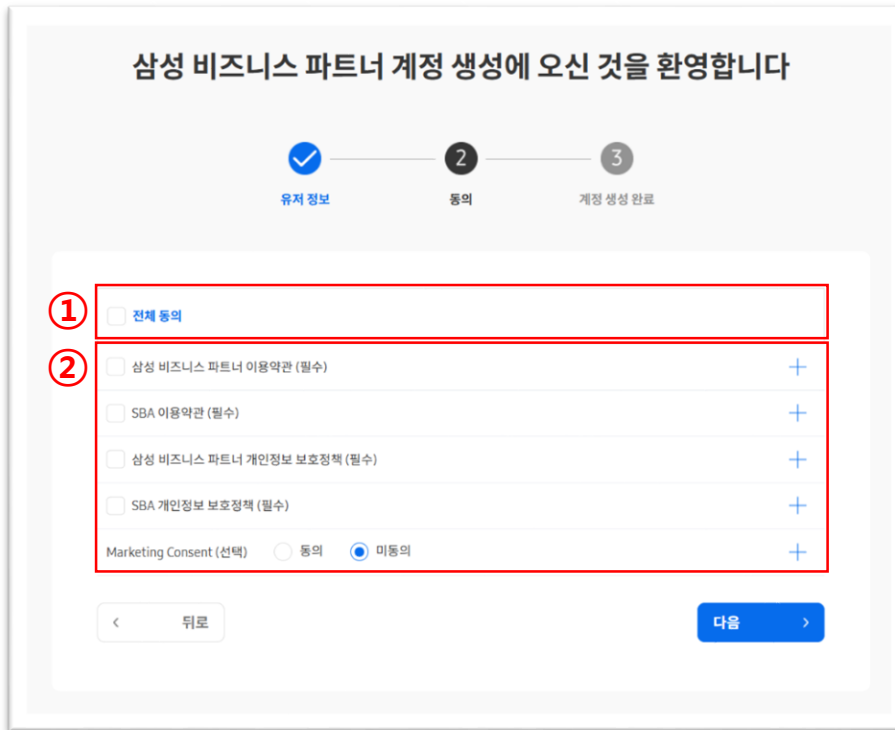 삼성 비즈니스 파트너 계정 생성에 오신 것을 환영합니다
2
3
유저 정보
동의
계정 생성 완료
①
전체 동의
②
삼성 비즈니스 파트너 이용약관 (필수)
SBA 이용약관 (필수)
삼성 비즈니스 파트너 개인정보 보호정책 (필수)
SBA 개인정보 보호정책 (필수)
Marketing Consent (선택) 동의 미동의
뒤로
다음